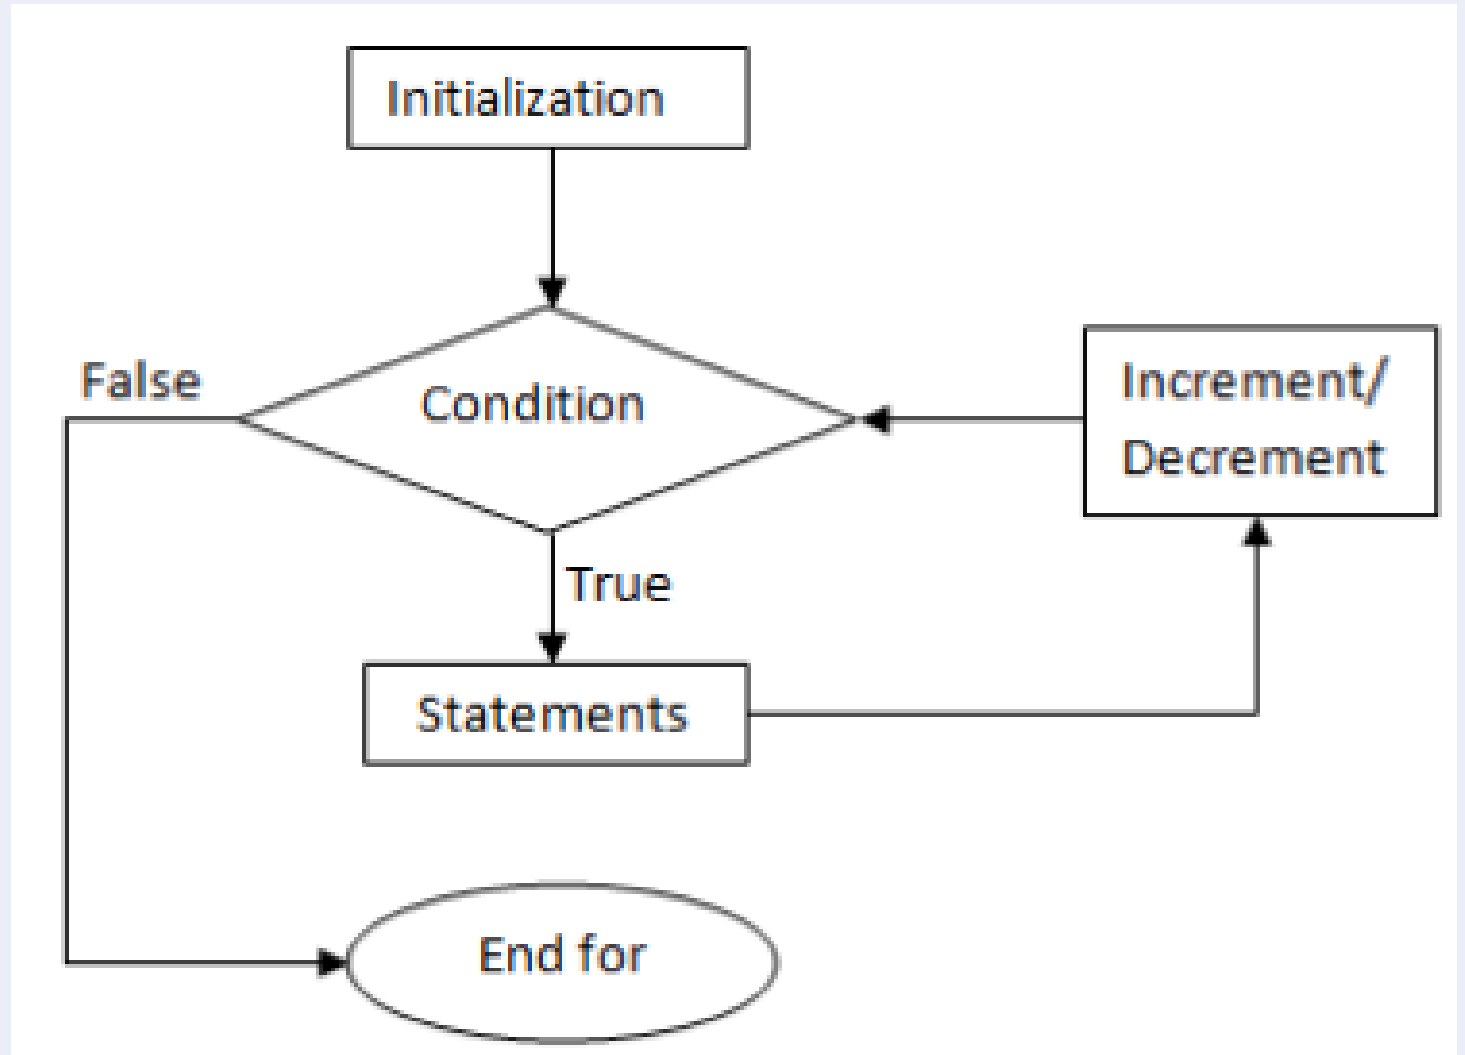 Initialization
False
Condition
Increment/
Decrement
True
Statements
End for